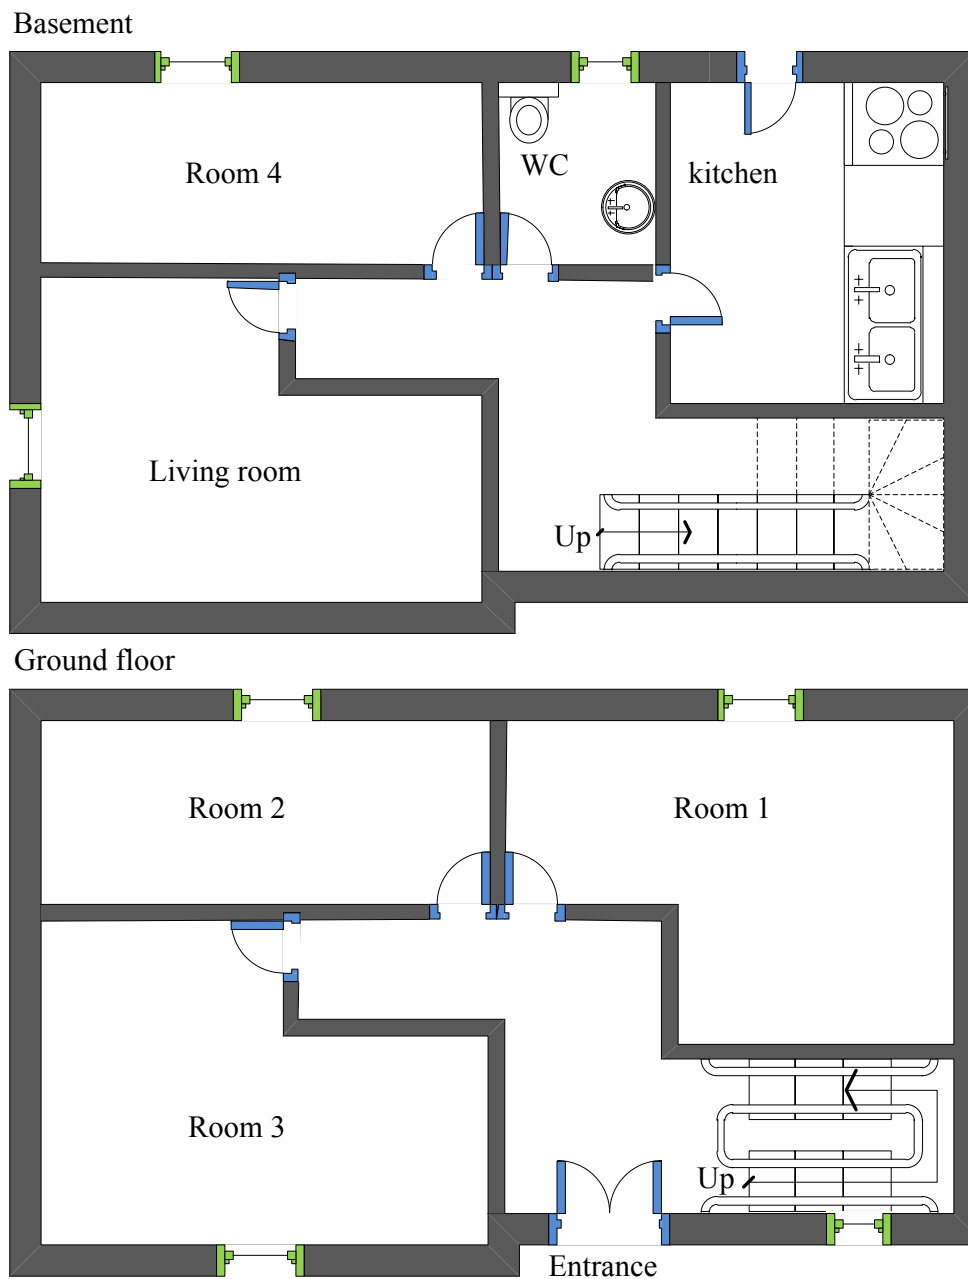 Basement
Room 4
WC
kitchen
Living room
Up
Ground floor
Room 2
Room 1
Room 3
Up
Entrance